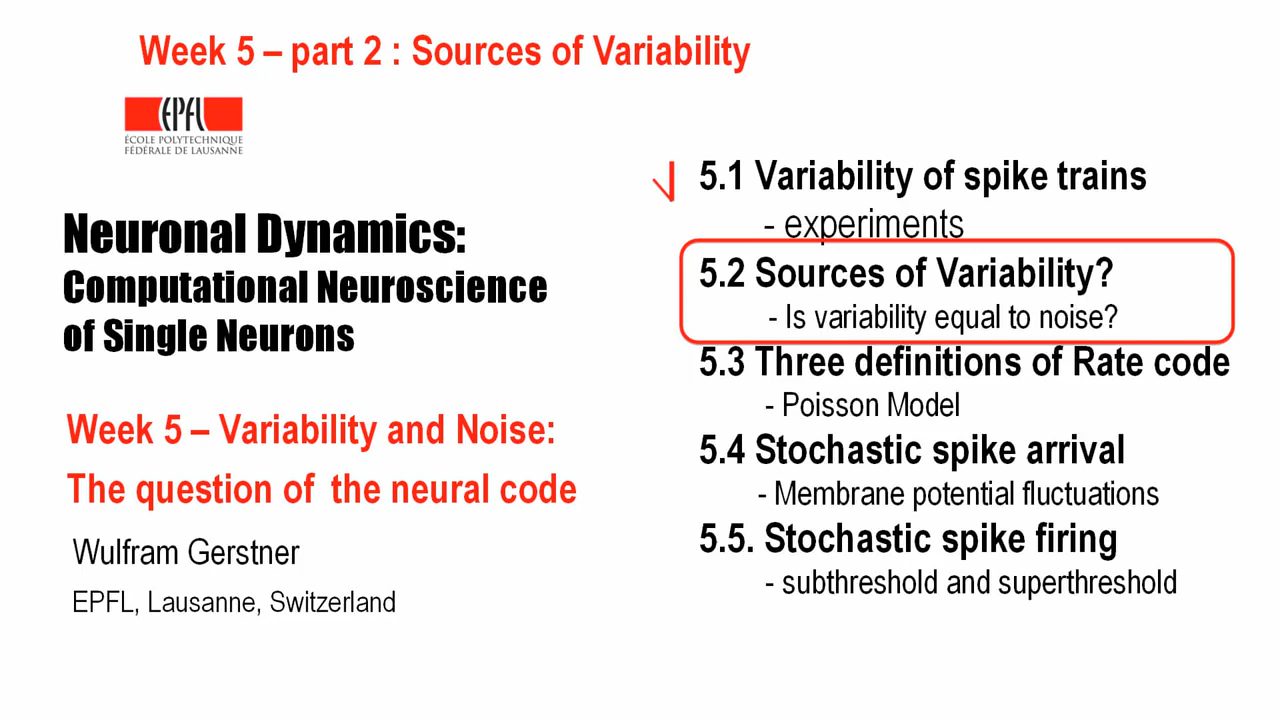 Week 5 – part 2 : Sources of Variability
EPFL
ÉCOLE POLYTECHNIQUE
FÉDÉRALE DE LAUSANNE
Neuronal Dynamics:
Computational Neuroscience
of Single Neurons
Week 5 – Variability and Noise:
The question of the neural code
Wulfram Gerstner
EPFL, Lausanne, Switzerland
5.1 Variability of spike trains
- experiments
5.2 Sources of Variability?
- Is variability equal to noise?
5.3 Three definitions of Rate code
- Poisson Model
5.4 Stochastic spike arrival
- Membrane potential fluctuations
5.5. Stochastic spike firing
- subthreshold and superthreshold